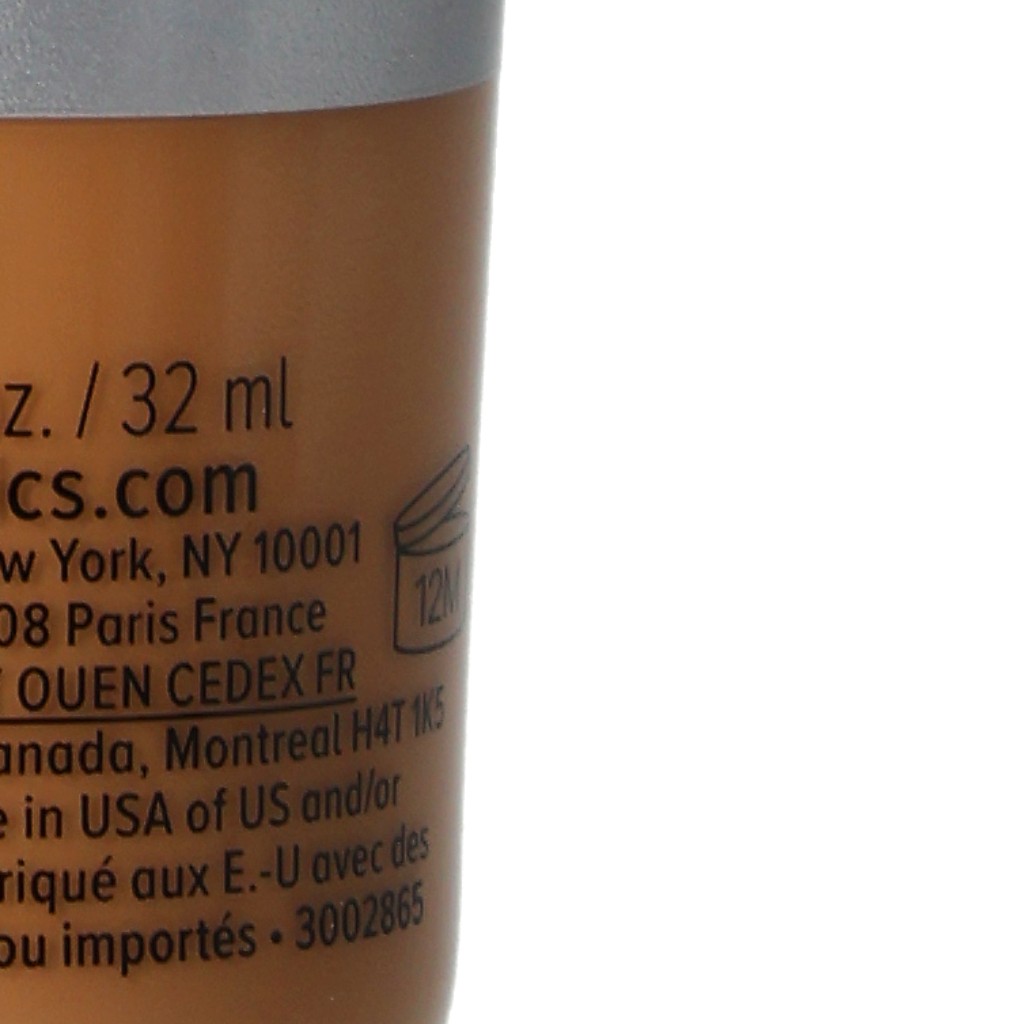 z. / 32 ml
cs.com
w York, NY 10001
12M
08 Paris France
OUEN CEDEX FR
anada, Montreal H4T 1K5
e in USA of US and/or
riqué aux E.-U avec des
ou importés • 3002865